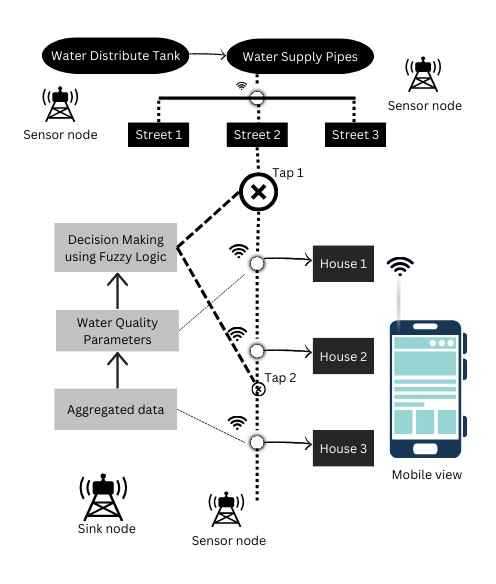 Water Distribute Tank
Water Supply Pipes
Sensor node
Sensor node
Street 1
Street 2
Street 3
Tap 1
Decision Making
using Fuzzy Logic
House 1
Water Quality
Parameters
House 2
Tap 2
Aggregated data
House 3
Mobile view
Sink node
Sensor node